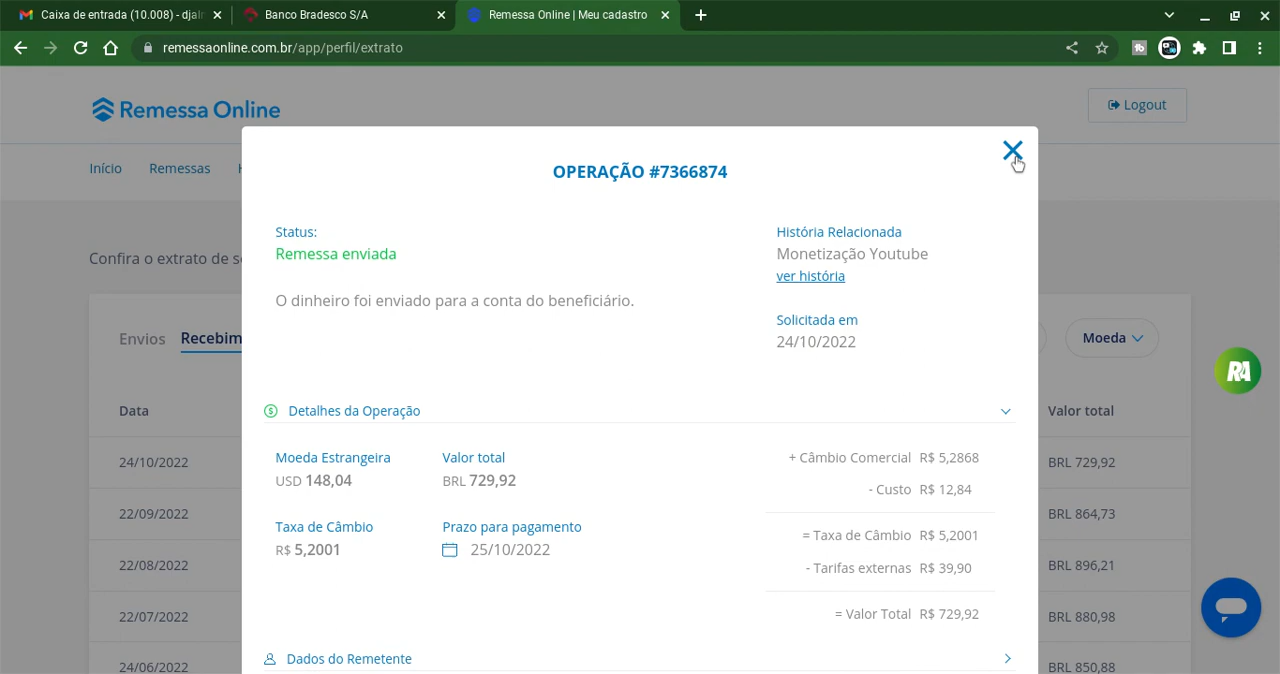 Caixa de entrada (10.008) - djalr
Banco Bradesco S/A
Remessa Online | Meu cadastro
remessaonline.com.br/app/perfil/extrato
Remessa Online
Logout
Início
Remessas
OPERAÇÃO #7366874
Status:
Remessa enviada
O dinheiro foi enviado para a conta do beneficiário.
História Relacionada
Monetização Youtube
ver história
Solicitada em
24/10/2022
Confira o extrato de s
Envios
Recebim
Moeda
RA
Detalhes da Operação
Data
Valor total
Moeda Estrangeira
USD 148,04
Valor total
BRL 729,92
+ Câmbio Comercial R$ 5,2868
- Custo R$ 12,84
24/10/2022
BRL 729,92
22/09/2022
BRL 864,73
Taxa de Câmbio
R$ 5,2001
Prazo para pagamento
25/10/2022
= Taxa de Câmbio R$ 5,2001
- Tarifas externas R$ 39,90
22/08/2022
BRL 896,21
= Valor Total R$ 729,92
22/07/2022
BRL 880,98
Dados do Remetente
24/06/2022
BRL 850,88